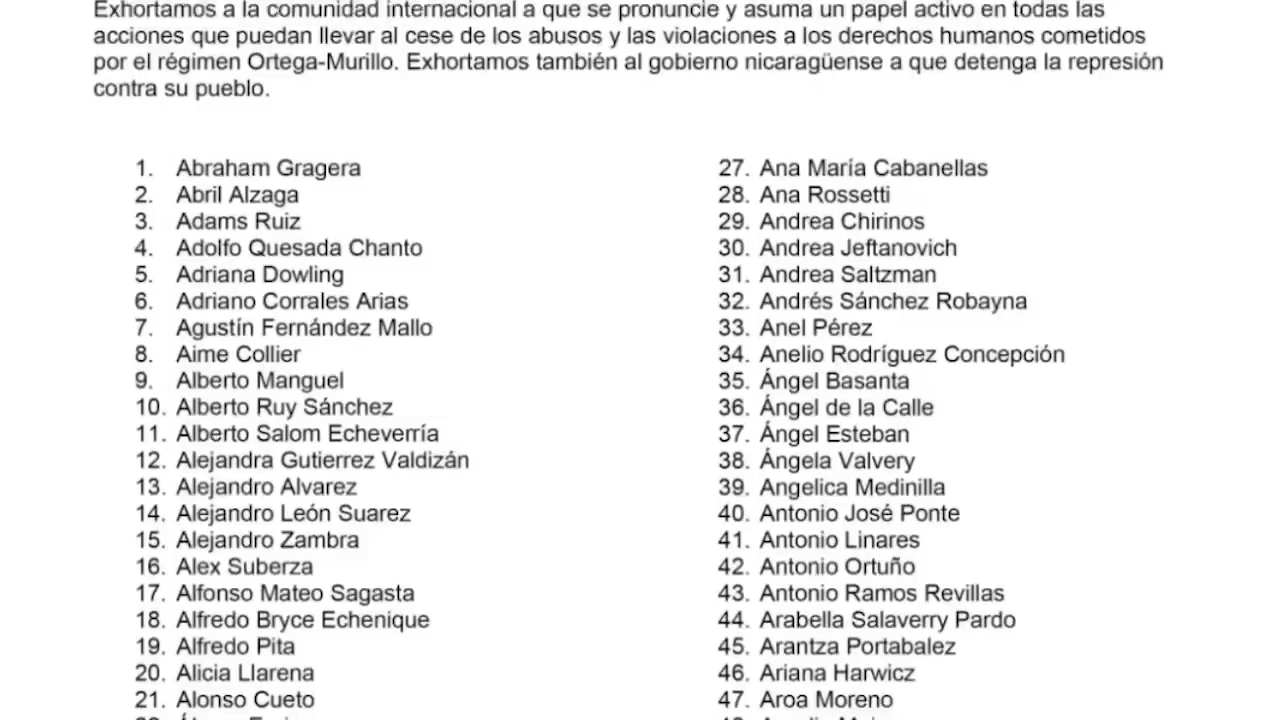 Exhortamos a la comunidad internacional a que se pronuncie y asuma un papel activo en todas las
acciones que puedan llevar al cese de los abusos y las violaciones a los derechos humanos cometidos
por el régimen Ortega-Murillo. Exhortamos también al gobierno nicaragüense a que detenga la represión
contra su pueblo.
1. Abraham Gragera
2. Abril Alzaga
3. Adams Ruiz
4. Adolfo Quesada Chanto
5. Adriana Dowling
6. Adriano Corrales Arias
7. Agustín Fernández Mallo
8. Aime Collier
9. Alberto Manguel
10. Alberto Ruy Sánchez
11. Alberto Salom Echeverría
12. Alejandra Gutierrez Valdizán
13. Alejandro Alvarez
14. Alejandro León Suarez
15. Alejandro Zambra
16. Alex Suberza
17. Alfonso Mateo Sagasta
18. Alfredo Bryce Echenique
19. Alfredo Pita
20. Alicia Llarena
21. Alonso Cueto
27. Ana María Cabanellas
28. Ana Rossetti
29. Andrea Chirinos
30. Andrea Jeftanovich
31. Andrea Saltzman
32. Andrés Sánchez Robayna
33. Anel Pérez
34. Anelio Rodríguez Concepción
35. Ángel Basanta
36. Ángel de la Calle
37. Ángel Esteban
38. Ángela Valvery
39. Angelica Medinilla
40. Antonio José Ponte
41. Antonio Linares
42. Antonio Ortuño
43. Antonio Ramos Revillas
44. Arabella Salaverry Pardo
45. Arantza Portabalez
46. Ariana Harwicz
47. Aroa Moreno